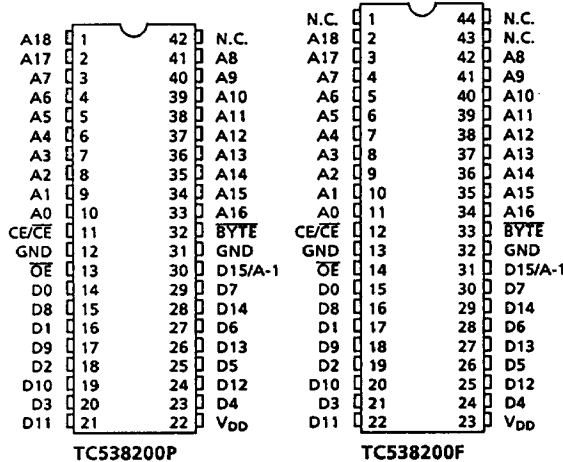 A18 1 42 N.C.
A17 2 41 A8
A7 3 40 A9
A6 4 39 A10
A5 5 38 A11
A4 6 37 A12
A3 7 36 A13
A2 8 35 A14
A1 9 34 A15
A0 10 33 A16
CE/C̅E̅ 11 32 B̅Y̅T̅E̅
GND 12 31 GND
O̅E̅ 13 30 D15/A-1
D0 14 29 D7
D8 15 28 D14
D1 16 27 D6
D9 17 26 D13
D2 18 25 D5
D10 19 24 D12
D3 20 23 D4
D11 21 22 VDD
TC538200P
N.C. 1 44 N.C.
A18 2 43 N.C.
A17 3 42 A8
A7 4 41 A9
A6 5 40 A10
A5 6 39 A11
A4 7 38 A12
A3 8 37 A13
A2 9 36 A14
A1 10 35 A15
A0 11 34 A16
CE/C̅E̅ 12 33 B̅Y̅T̅E̅
GND 13 32 GND
O̅E̅ 14 31 D15/A-1
D0 15 30 D7
D8 16 29 D14
D1 17 28 D6
D9 18 27 D13
D2 19 26 D5
D10 20 25 D12
D3 21 24 D4
D11 22 23 VDD
TC538200F